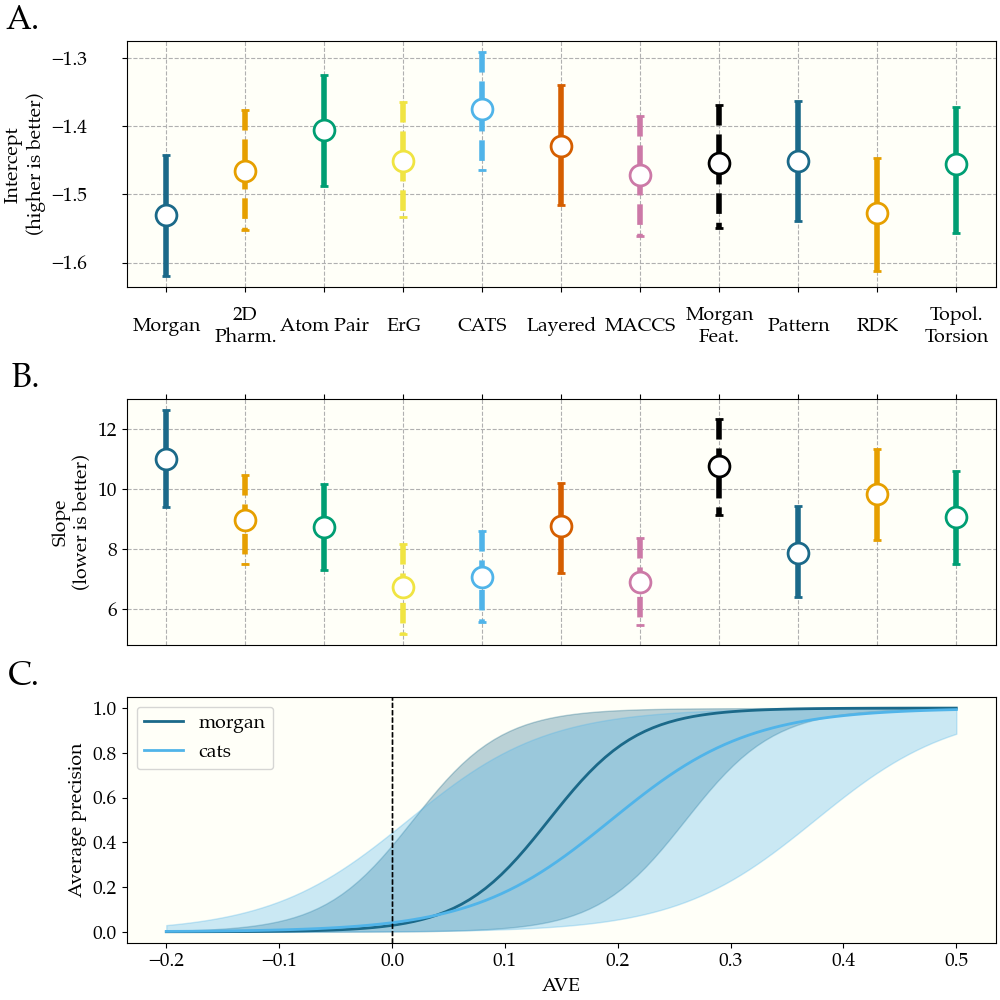 A.
Intercept
(higher is better)
−1.3
−1.4
−1.5
−1.6
Morgan
2D
Pharm.
Atom Pair
ErG
CATS
Layered
MACCS
Morgan
Feat.
Pattern
RDK
Topol.
Torsion
B.
Slope
(lower is better)
12
10
8
6
C.
Average precision
1.0
0.8
0.6
0.4
0.2
0.0
morgan
cats
−0.2
−0.1
0.0
0.1
0.2
0.3
0.4
0.5
AVE